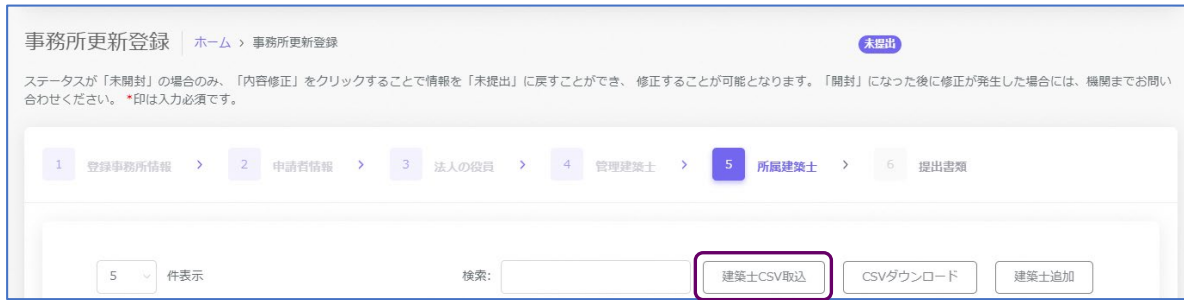 事務所更新登録 ホーム > 事務所更新登録 未提出
ステータスが「未開封」の場合のみ、「内容修正」をクリックすることで情報を「未提出」に戻すことができ、 修正することが可能となります。「開封」になった後に修正が発生した場合には、機関までお問い
合わせください。 *印は入力必須です。
1 登録事務所情報 > 2 申請者情報 > 3 法人の役員 > 4 管理建築士 > 5 所属建築士 > 6 提出書類
5 件表示 検索: 建築士CSV取込 CSVダウンロード 建築士追加